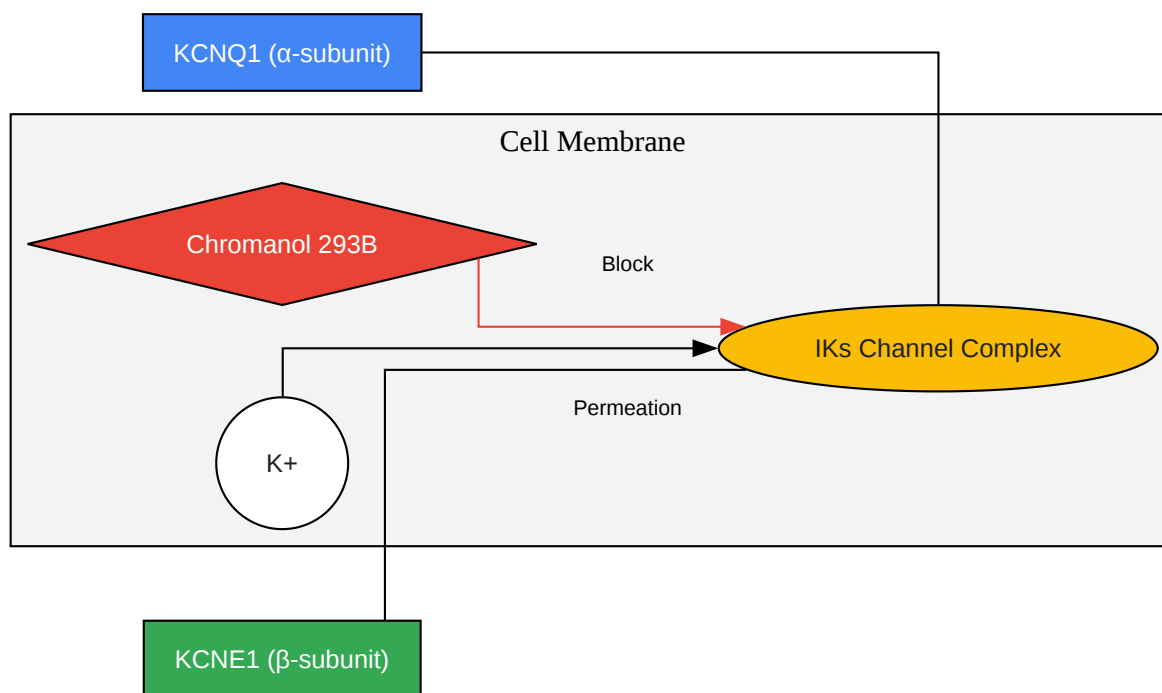 KCNQ1 (α-subunit)
Cell Membrane
Chromanol 293B
Block
IKs Channel Complex
Permeation
K+
KCNE1 (β-subunit)